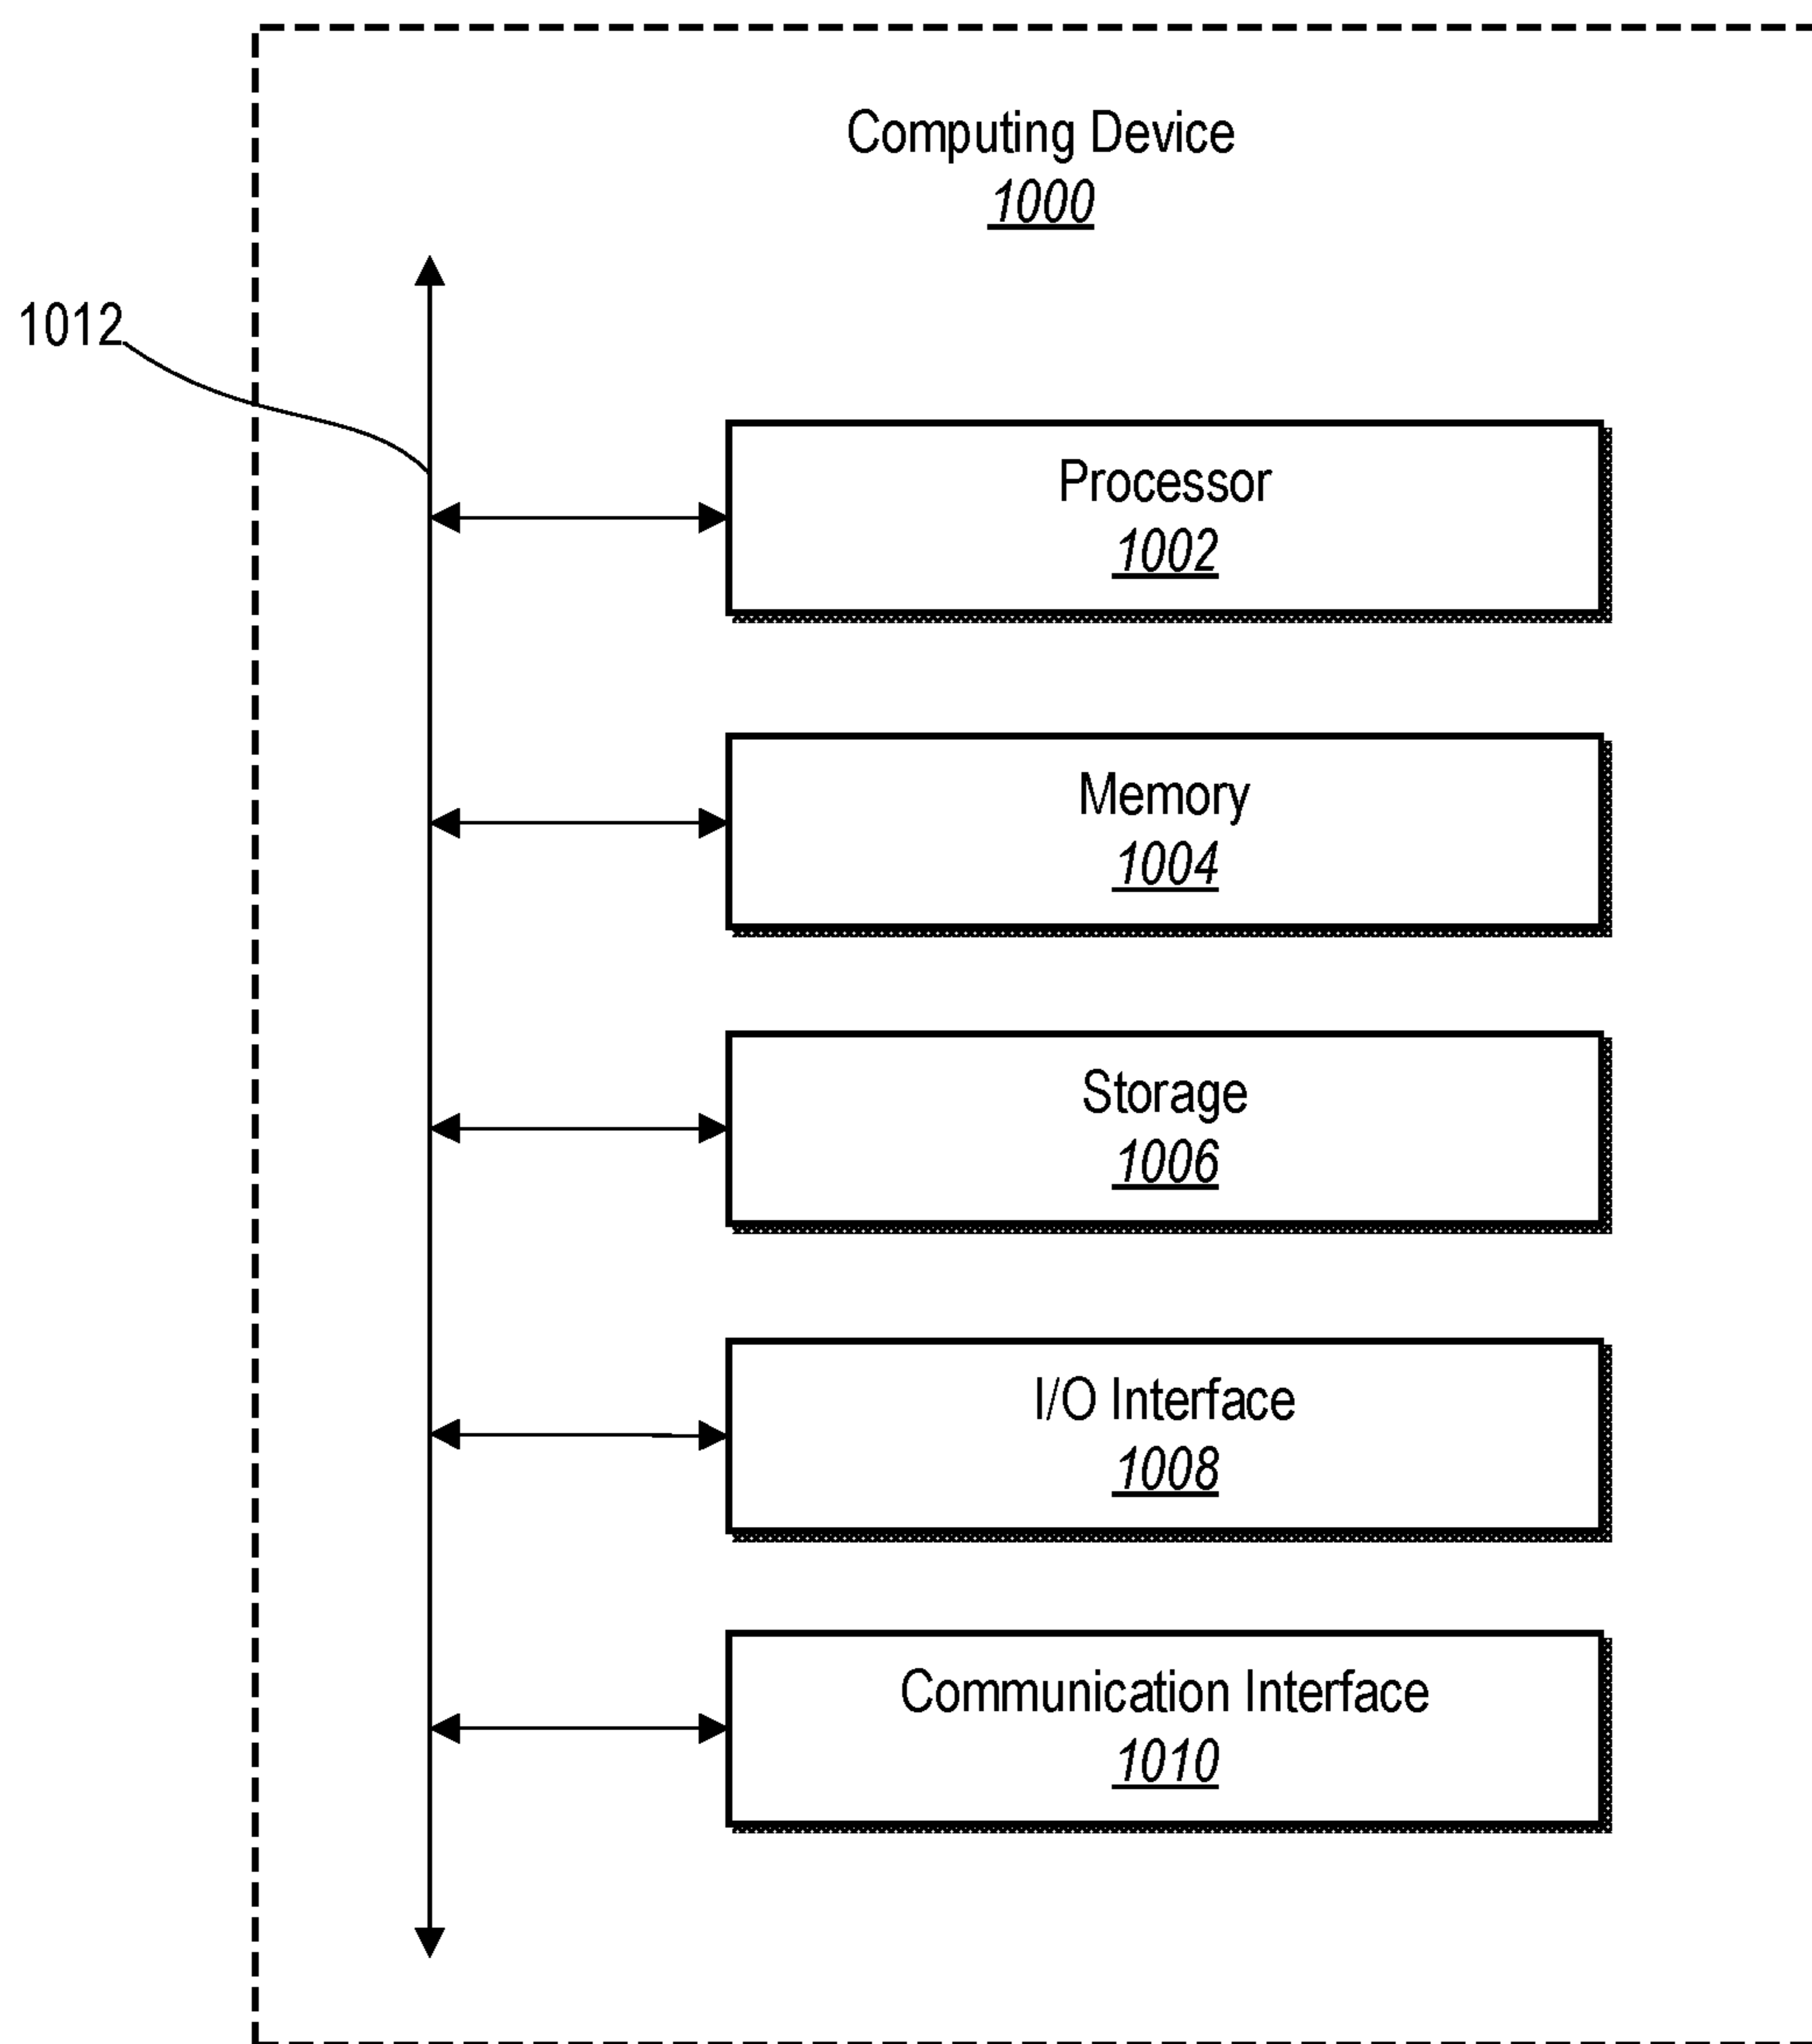 Computing Device
1000
1012
Processor
1002
Memory
1004
Storage
1006
I/O Interface
1008
Communication Interface
1010